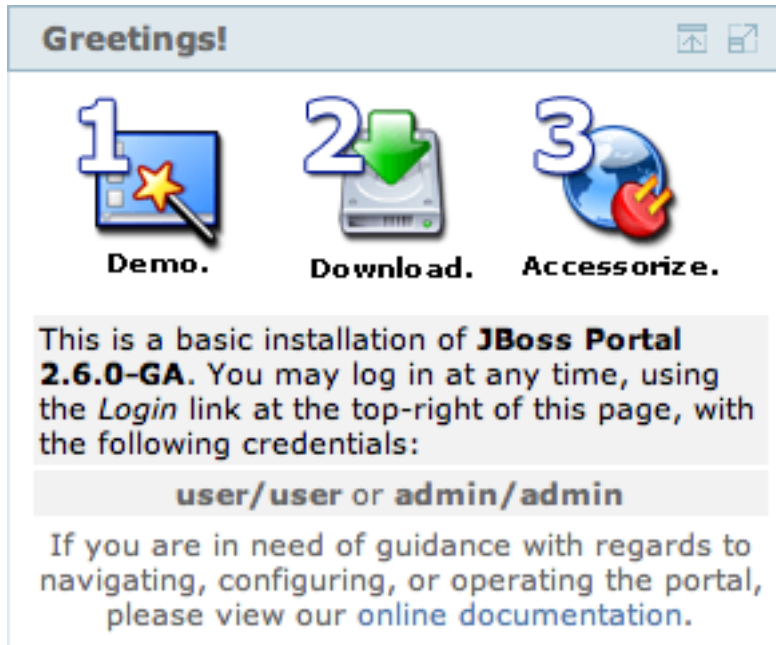 Greetings!
1 2 3
Demo. Download. Accessorize.
This is a basic installation of JBoss Portal
2.6.0-GA. You may log in at any time, using
the Login link at the top-right of this page, with
the following credentials:
user/user or admin/admin
If you are in need of guidance with regards to
navigating, configuring, or operating the portal,
please view our online documentation.